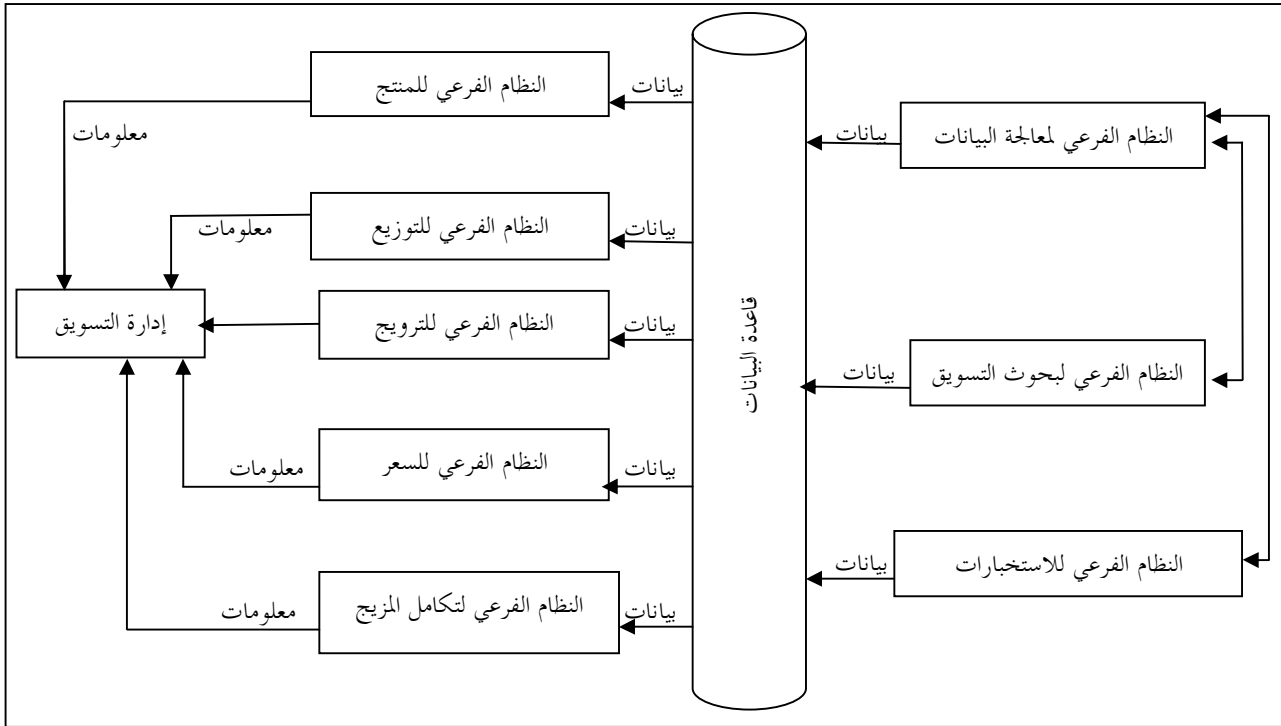 النظام الفرعي لمعالجة البيانات
بيانات
النظام الفرعي لبحوث التسويق
بيانات
النظام الفرعي للاستخبارات
بيانات
قاعدة البيانات
بيانات
النظام الفرعي للمنتج
معلومات
بيانات
النظام الفرعي للتوزيع
معلومات
بيانات
النظام الفرعي للترويج
إدارة التسويق
بيانات
النظام الفرعي للسعر
معلومات
بيانات
النظام الفرعي لتكامل المزيج
معلومات